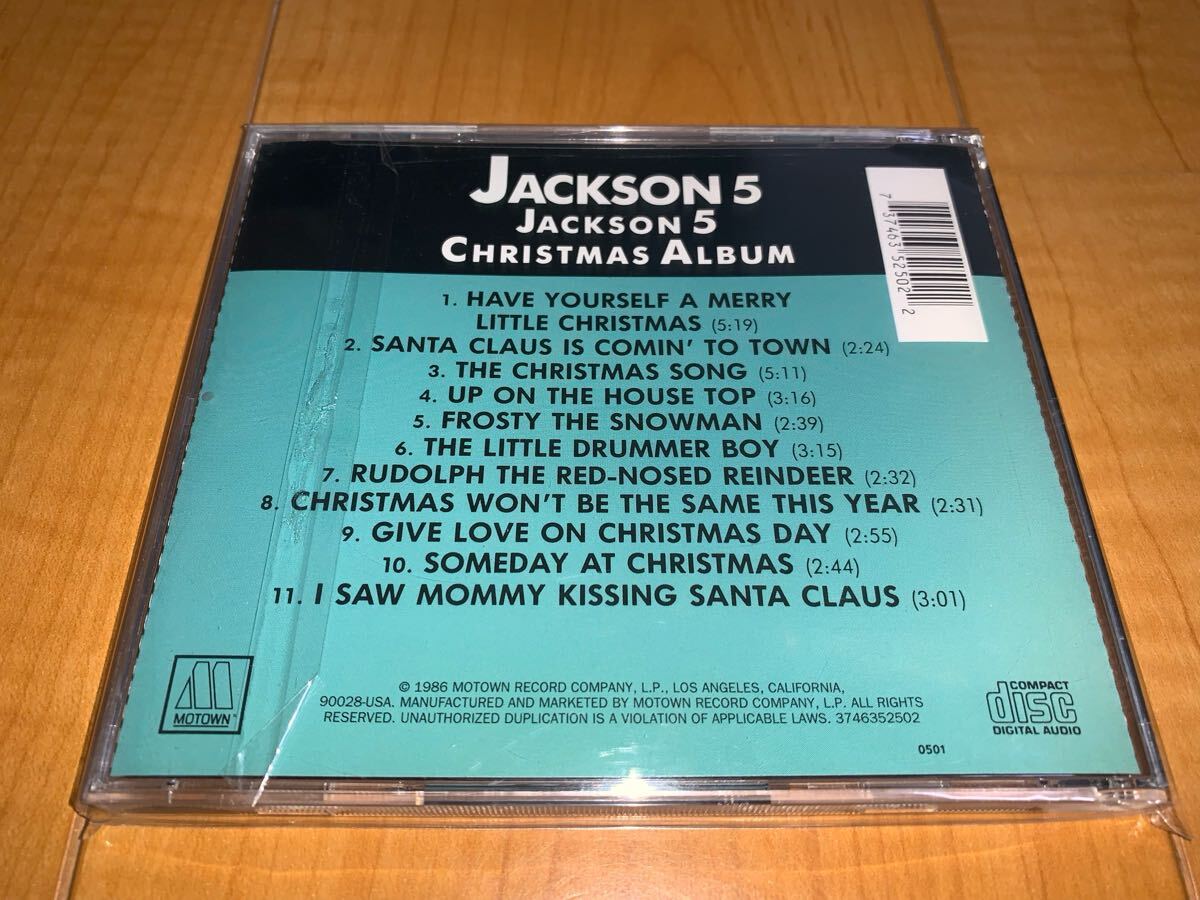 JACKSON 5
JACKSON 5
CHRISTMAS ALBUM
7 37463 52502 2
1. HAVE YOURSELF A MERRY
LITTLE CHRISTMAS (5:19)
2. SANTA CLAUS IS COMIN' TO TOWN (2:24)
3. THE CHRISTMAS SONG (5:11)
4. UP ON THE HOUSE TOP (3:16)
5. FROSTY THE SNOWMAN (2:39)
6. THE LITTLE DRUMMER BOY (3:15)
7. RUDOLPH THE RED-NOSED REINDEER (2:32)
8. CHRISTMAS WON'T BE THE SAME THIS YEAR (2:31)
9. GIVE LOVE ON CHRISTMAS DAY (2:55)
10. SOMEDAY AT CHRISTMAS (2:44)
11. I SAW MOMMY KISSING SANTA CLAUS (3:01)
© 1986 MOTOWN RECORD COMPANY, L.P., LOS ANGELES, CALIFORNIA,
90028-USA. MANUFACTURED AND MARKETED BY MOTOWN RECORD COMPANY, L.P. ALL RIGHTS
RESERVED. UNAUTHORIZED DUPLICATION IS A VIOLATION OF APPLICABLE LAWS. 3746352502
MOTOWN™
COMPACT
disc
DIGITAL AUDIO
0501